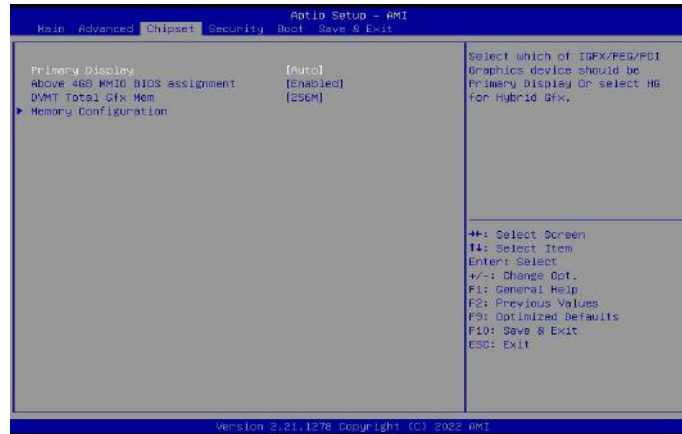 Aptio Setup – AMI
Main Advanced Chipset Security Boot Save & Exit
Primary Display [Auto]
Above 4GB MMIO BIOS assignment [Enabled]
DVMT Total Gfx Mem [256M]
Memory Configuration
Select which of IGFX/PEG/PCI
Graphics device should be
Primary Display Or select HG
for Hybrid Gfx.
→←: Select Screen
↑↓: Select Item
Enter: Select
+/-: Change Opt.
F1: General Help
F2: Previous Values
F9: Optimized Defaults
F10: Save & Exit
ESC: Exit
Version 2.21.1278 Copyright (C) 2022 AMI